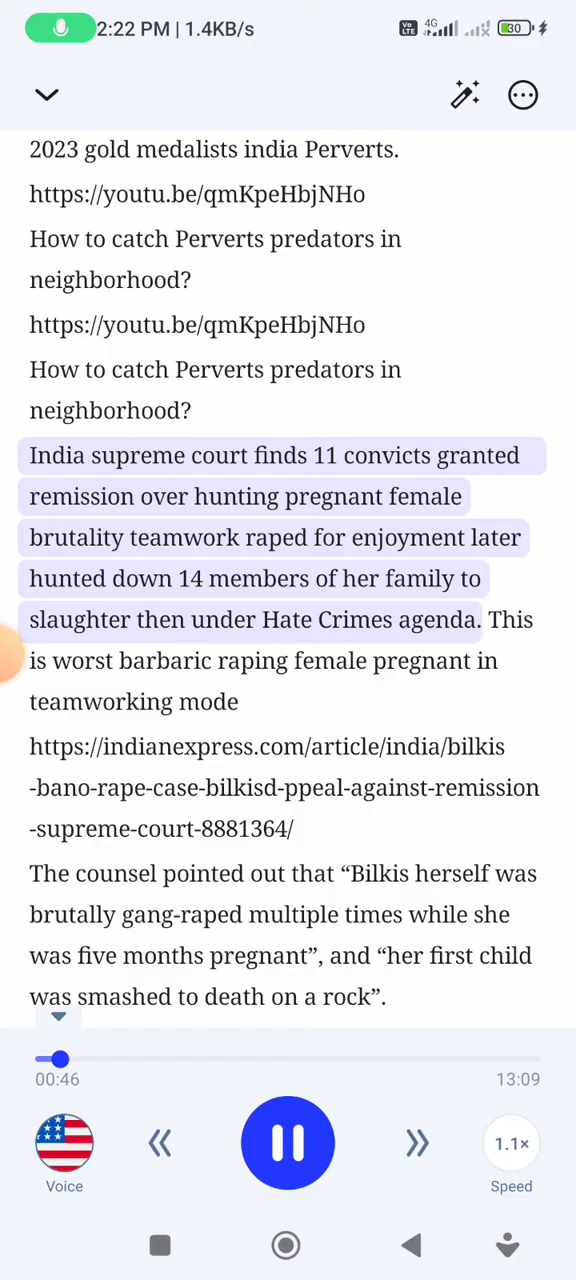 2:22 PM | 1.4KB/s
Vo LTE 4G 30
2023 gold medalists india Perverts.
https://youtu.be/qmKpeHbjNHo
How to catch Perverts predators in
neighborhood?
https://youtu.be/qmKpeHbjNHo
How to catch Perverts predators in
neighborhood?
India supreme court finds 11 convicts granted
remission over hunting pregnant female
brutality teamwork raped for enjoyment later
hunted down 14 members of her family to
slaughter then under Hate Crimes agenda. This
is worst barbaric raping female pregnant in
teamworking mode
https://indianexpress.com/article/india/bilkis
-bano-rape-case-bilkisd-ppeal-against-remission
-supreme-court-8881364/
The counsel pointed out that “Bilkis herself was
brutally gang-raped multiple times while she
was five months pregnant”, and “her first child
was smashed to death on a rock”.
00:46
13:09
1.1×
Voice
Speed